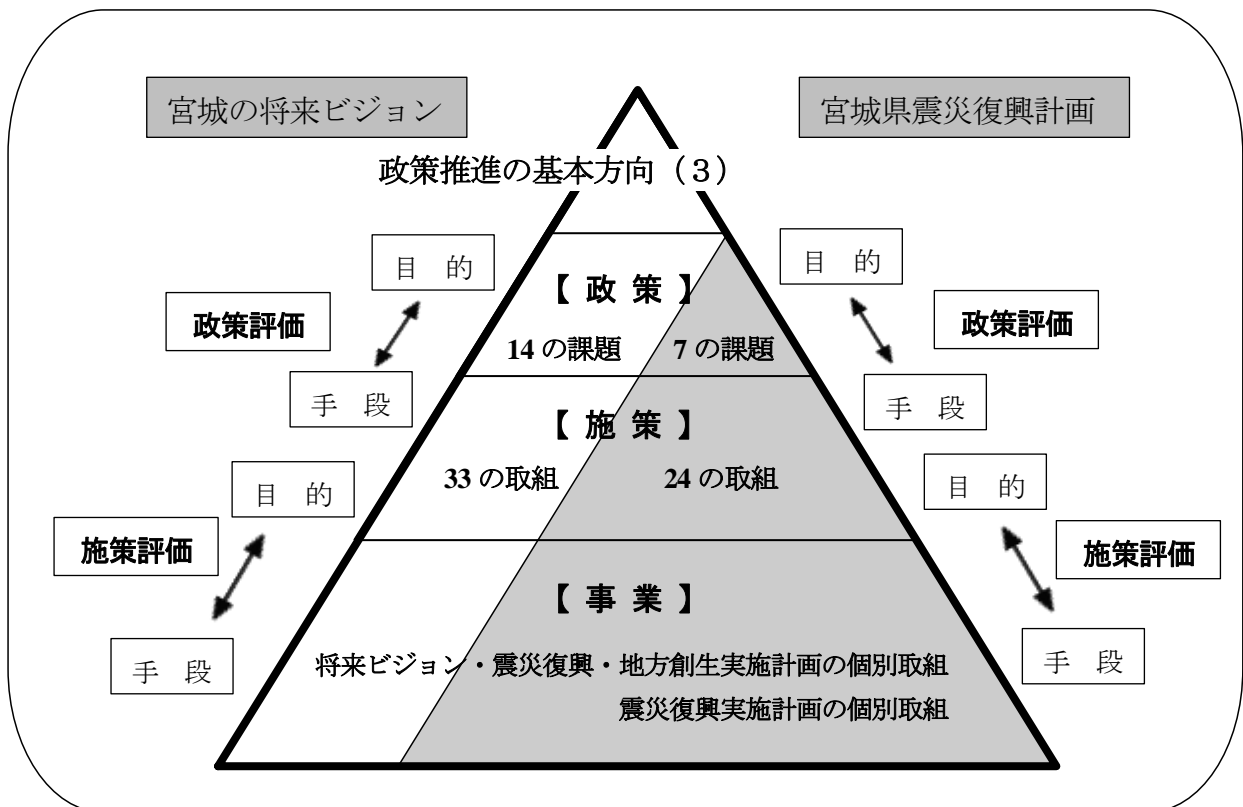 宮城の将来ビジョン
宮城県震災復興計画
政策推進の基本方向（３）
目　的
目　的
【 政 策 】
政策評価
政策評価
14 の課題
7 の課題
手　段
手　段
【 施 策 】
33 の取組
24 の取組
目　的
目　的
施策評価
施策評価
【 事 業 】
手　段
手　段
将来ビジョン・震災復興・地方創生実施計画の個別取組
震災復興実施計画の個別取組